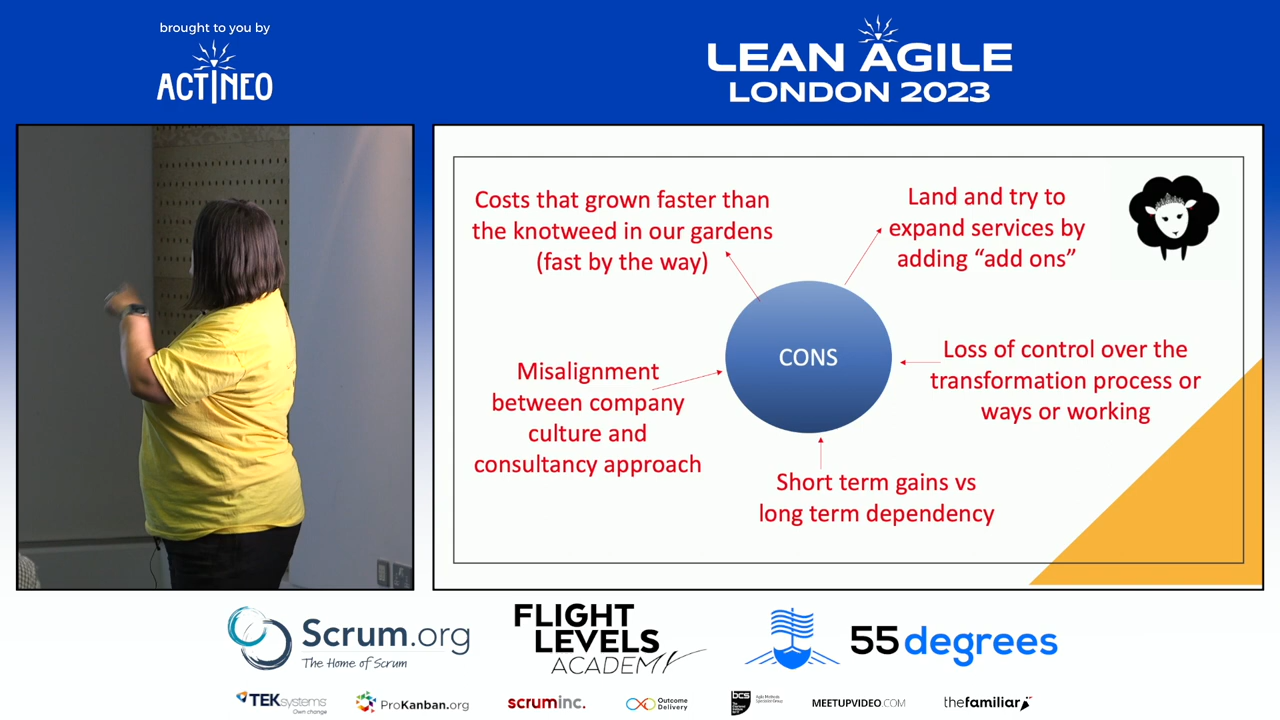 brought to you by
ACTINEO
LEAN AGILE
LONDON 2023
Costs that grown faster than
the knotweed in our gardens
(fast by the way)
Land and try to
expand services by
adding “add ons”
CONS
Misalignment
between company
culture and
consultancy approach
Loss of control over the
transformation process or
ways or working
Short term gains vs
long term dependency
Scrum.org
The Home of Scrum
FLIGHT
LEVELS
ACADEMY
55degrees
TEKsystems
Own change
ProKanban.org
scruminc.
Outcome
Delivery
bcs
MEETUPVIDEO.COM
thefamiliar